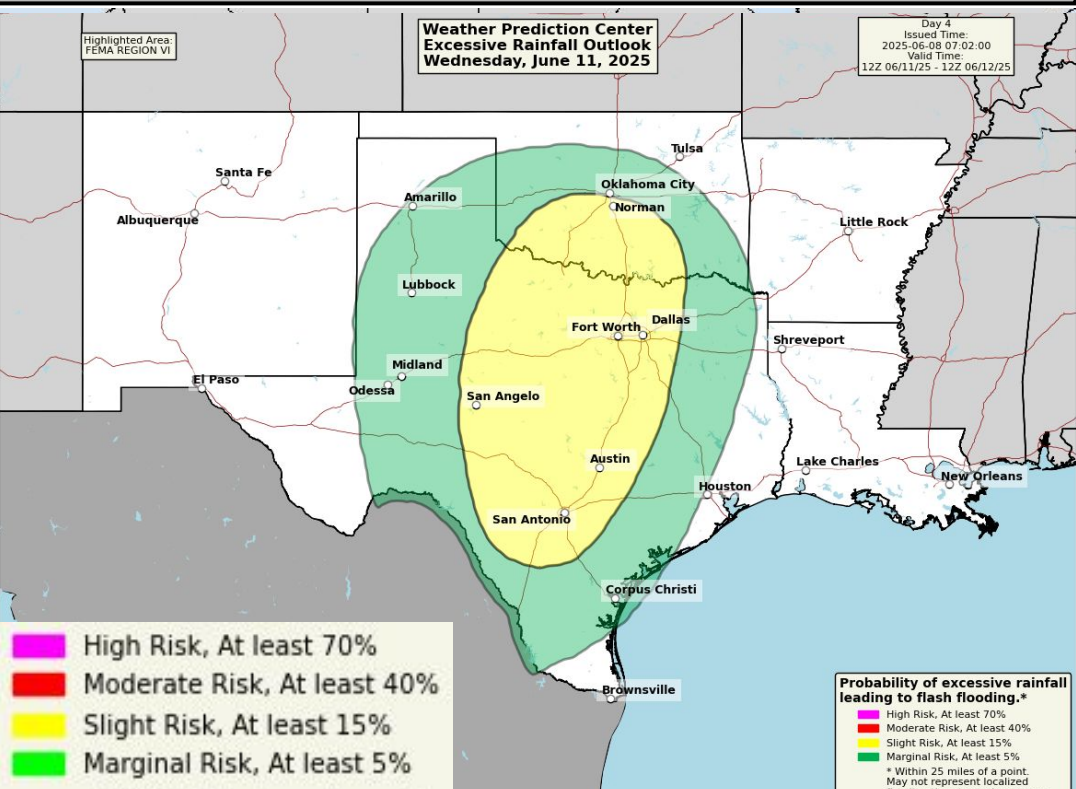 Highlighted Area:
FEMA REGION VI
Weather Prediction Center
Excessive Rainfall Outlook
Wednesday, June 11, 2025
Day 4
Issued Time:
2025-06-08 07:02:00
Valid Time:
12Z 06/11/25 - 12Z 06/12/25
Tulsa
Santa Fe
Oklahoma City
Amarillo
Norman
Albuquerque
Little Rock
Lubbock
Dallas
Fort Worth
Shreveport
Midland
El Paso
Odessa
San Angelo
Austin
Lake Charles
New Orleans
Houston
San Antonio
Corpus Christi
Brownsville
High Risk, At least 70%
Moderate Risk, At least 40%
Slight Risk, At least 15%
Marginal Risk, At least 5%
Probability of excessive rainfall
leading to flash flooding.*
High Risk, At least 70%
Moderate Risk, At least 40%
Slight Risk, At least 15%
Marginal Risk, At least 5%
* Within 25 miles of a point.
May not represent localized